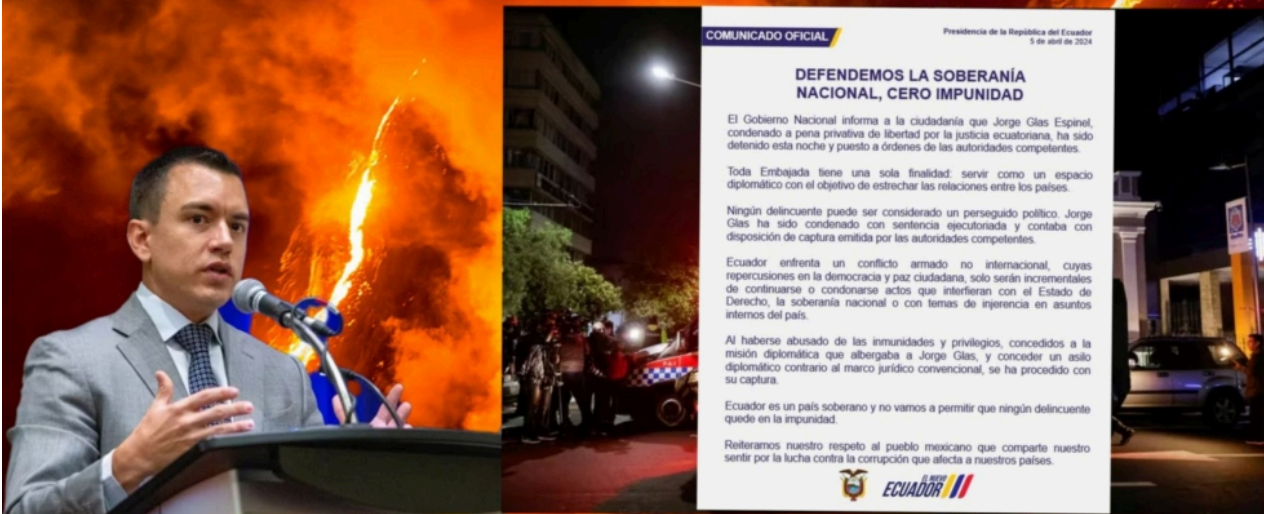 COMUNICADO OFICIAL
Presidencia de la República del Ecuador
5 de abril de 2024
DEFENDEMOS LA SOBERANÍA
NACIONAL, CERO IMPUNIDAD
El Gobierno Nacional informa a la ciudadanía que Jorge Glas Espinel,
condenado a pena privativa de libertad por la justicia ecuatoriana, ha sido
detenido esta noche y puesto a órdenes de las autoridades competentes.
Toda Embajada tiene una sola finalidad: servir como un espacio
diplomático con el objetivo de estrechar las relaciones entre los países.
Ningún delincuente puede ser considerado un perseguido político. Jorge
Glas ha sido condenado con sentencia ejecutoriada y contaba con
disposición de captura emitida por las autoridades competentes.
Ecuador enfrenta un conflicto armado no internacional, cuyas
repercusiones en la democracia y paz ciudadana, solo serán incrementales
de continuarse o condonarse actos que interfieran con el Estado de
Derecho, la soberanía nacional o con temas de injerencia en asuntos
internos del país.
Al haberse abusado de las inmunidades y privilegios, concedidos a la
misión diplomática que albergaba a Jorge Glas, y conceder un asilo
diplomático contrario al marco jurídico convencional, se ha procedido con
su captura.
Ecuador es un país soberano y no vamos a permitir que ningún delincuente
quede en la impunidad.
Reiteramos nuestro respeto al pueblo mexicano que comparte nuestro
sentir por la lucha contra la corrupción que afecta a nuestros países.
EL NUEVO
ECUADOR